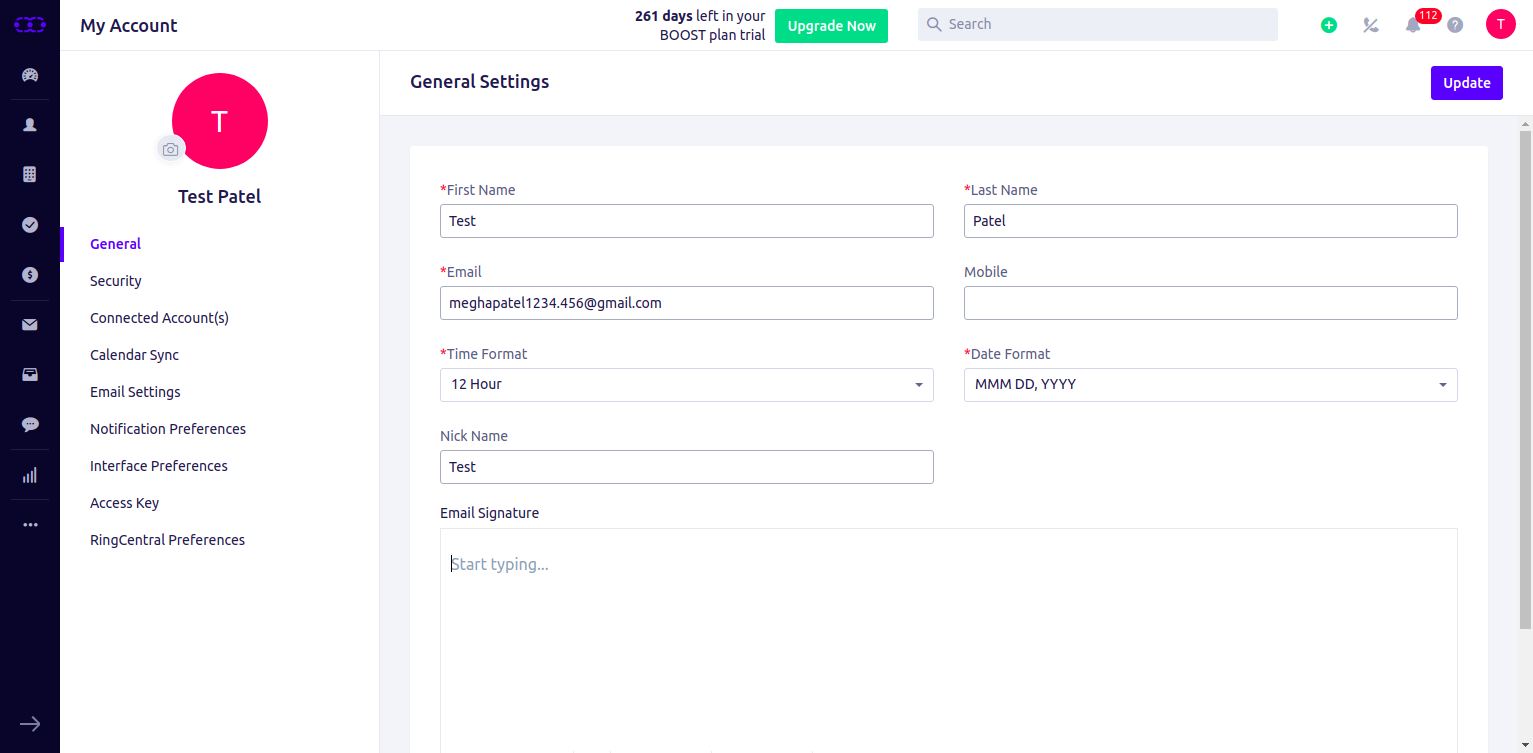 My Account
261 days left in your
BOOST plan trial
Upgrade Now
Search
112
?
T
T
Test Patel
General
Security
Connected Account(s)
Calendar Sync
Email Settings
Notification Preferences
Interface Preferences
Access Key
RingCentral Preferences
General Settings
Update
*First Name
*Last Name
Test
Patel
*Email
Mobile
meghapatel1234.456@gmail.com
*Time Format
*Date Format
12 Hour
MMM DD, YYYY
Nick Name
Test
Email Signature
Start typing...